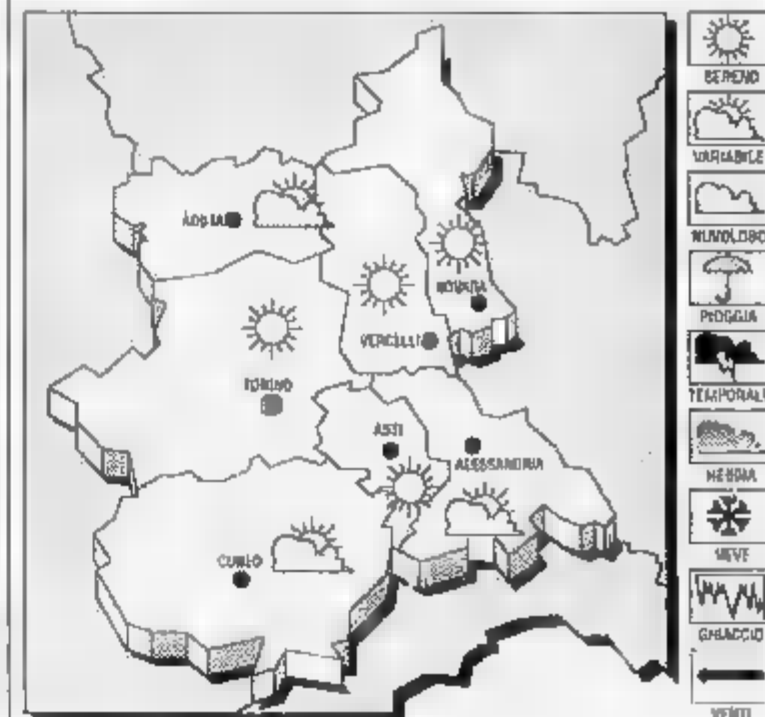 SERENO
VARIABILE
NUVOLOSO
PIOGGIA
TEMPORALE
NEBBIA
NEVE
GHIACCIO
VENTI
AOSTA
NOVARA
VERCELLI
TORINO
ASTI
ALESSANDRIA
CUNEO